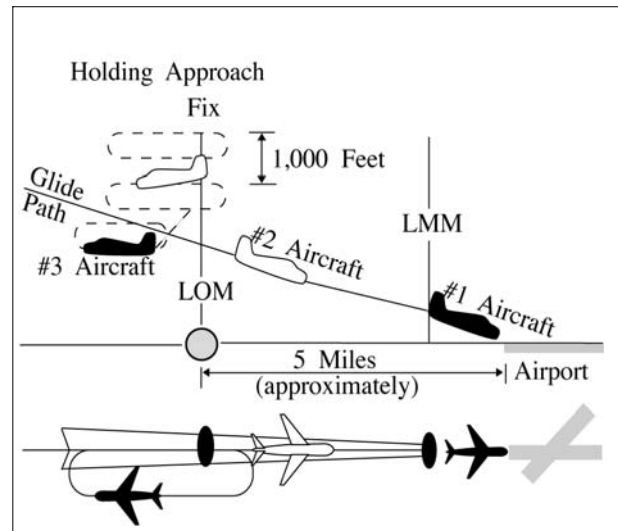 Holding Approach
Fix
1,000 Feet
Glide
Path
LMM
#2 Aircraft
#3 Aircraft
LOM
#1 Aircraft
5 Miles
(approximately)
Airport